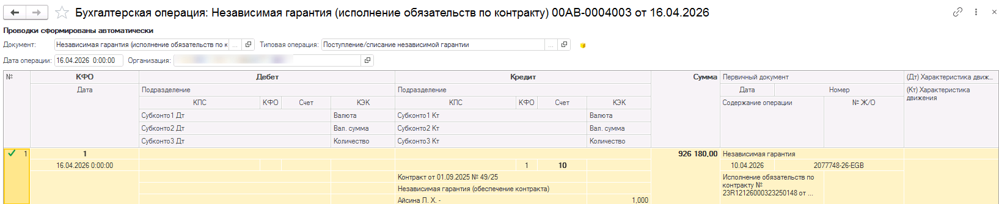 Бухгалтерская операция: Независимая гарантия (исполнение обязательств по контракту) 00АВ-0004003 от 16.04.2026
Проводки сформированы автоматически
Документ: Независимая гарантия (исполнение обязательств по к ... Типовая операция: Поступление/списание независимой гарантии ...
Дата операции: 16.04.2026 0:00:00 Организация:
№ КФО Дебет Кредит Сумма Первичный документ (Дт) Характеристика движ...
Дата Подразделение Подразделение Дата Номер (Кт) Характеристика движения
КПС КФО Счет КЭК КПС КФО Счет КЭК Содержание операции № Ж/О
Субконто1 Дт Валюта Субконто1 Кт Валюта
Субконто2 Дт Вал. сумма Субконто2 Кт Вал. сумма
Субконто3 Дт Количество Субконто3 Кт Количество
1 1 926 180,00 Независимая гарантия
16.04.2026 0:00:00 1 10 10.04.2026 2077748-26-EGB
Контракт от 01.09.2025 № 49/25 Исполнение обязательств по
Независимая гарантия (обеспечение контракта) контракту №
Айсина Л. Х. - 1,000 23R12126000323250148 от ...